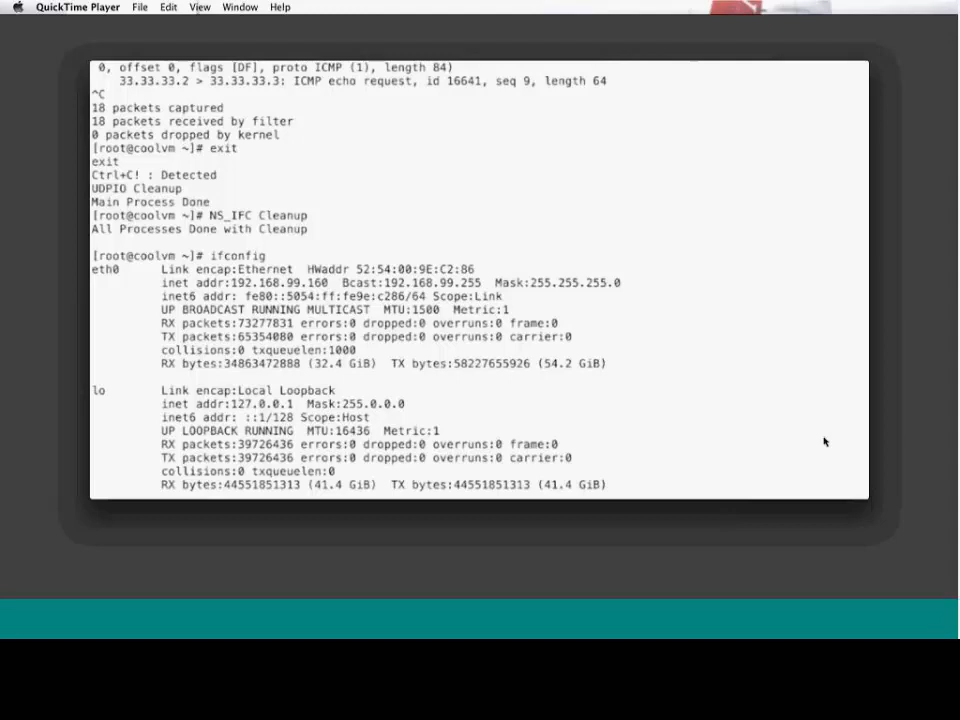 QuickTime Player File Edit View Window Help
0, offset 0, flags [DF], proto ICMP (1), length 84)
33.33.33.2 > 33.33.33.3: ICMP echo request, id 16641, seq 9, length 64
^C
18 packets captured
18 packets received by filter
0 packets dropped by kernel
[root@coolvm ~]# exit
exit
Ctrl+C! : Detected
UDPIO Cleanup
Main Process Done
[root@coolvm ~]# NS_IFC Cleanup
All Processes Done with Cleanup
[root@coolvm ~]# ifconfig
eth0 Link encap:Ethernet HWaddr 52:54:00:9E:C2:86
inet addr:192.168.99.160 Bcast:192.168.99.255 Mask:255.255.255.0
inet6 addr: fe80::5054:ff:fe9e:c286/64 Scope:Link
UP BROADCAST RUNNING MULTICAST MTU:1500 Metric:1
RX packets:73277831 errors:0 dropped:0 overruns:0 frame:0
TX packets:65354080 errors:0 dropped:0 overruns:0 carrier:0
collisions:0 txqueuelen:1000
RX bytes:34863472888 (32.4 GiB) TX bytes:58227655926 (54.2 GiB)
lo Link encap:Local Loopback
inet addr:127.0.0.1 Mask:255.0.0.0
inet6 addr: ::1/128 Scope:Host
UP LOOPBACK RUNNING MTU:16436 Metric:1
RX packets:39726436 errors:0 dropped:0 overruns:0 frame:0
TX packets:39726436 errors:0 dropped:0 overruns:0 carrier:0
collisions:0 txqueuelen:0
RX bytes:44551851313 (41.4 GiB) TX bytes:44551851313 (41.4 GiB)